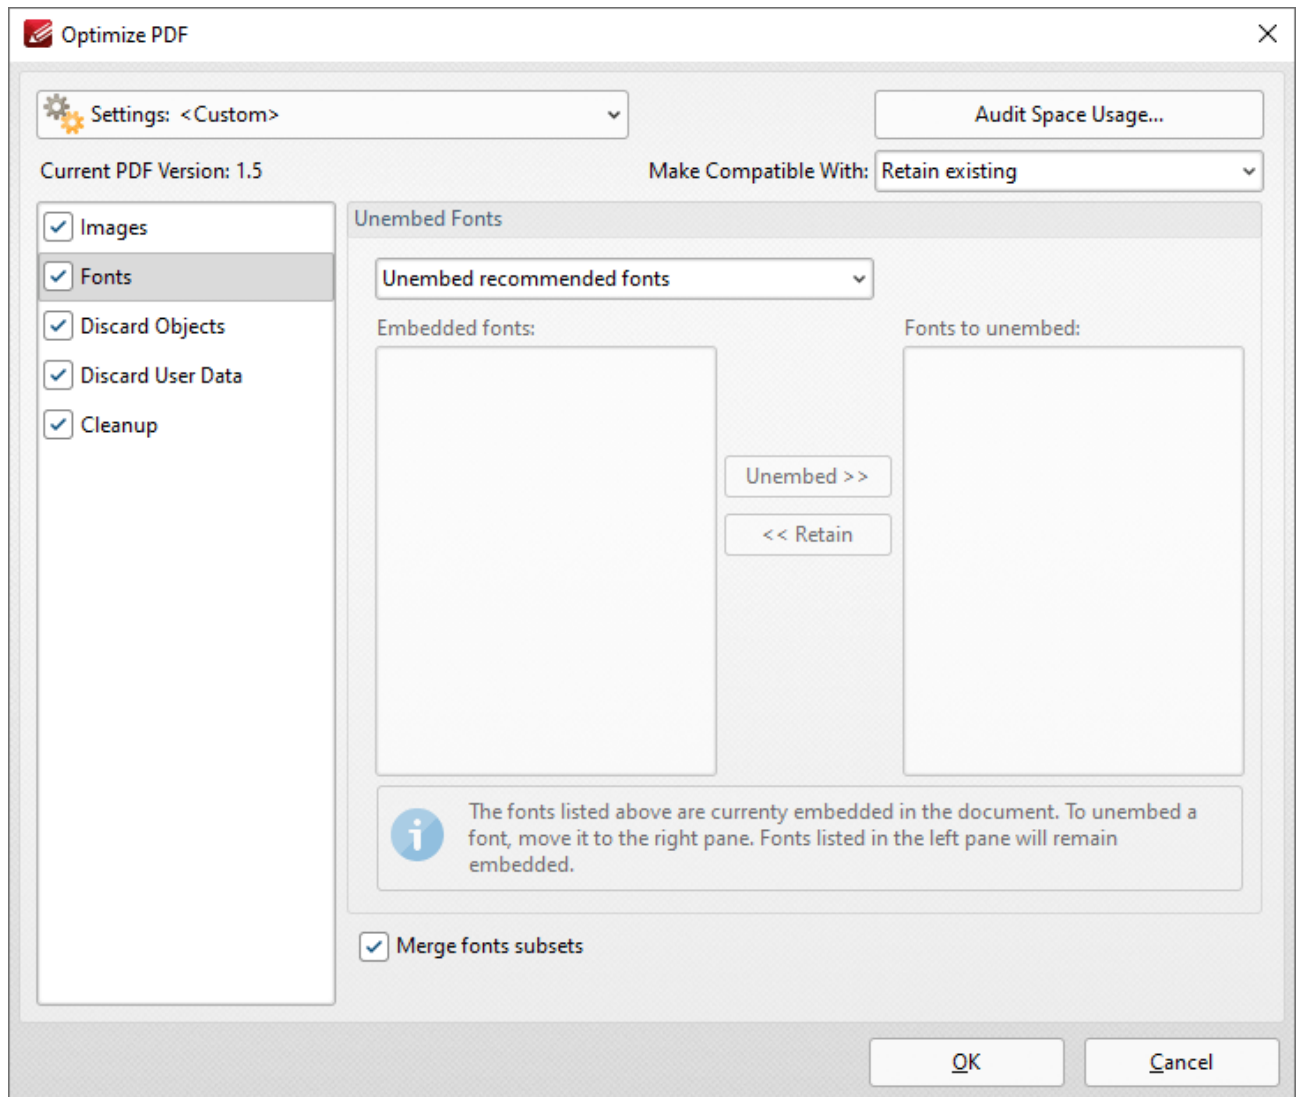 Optimize PDF
Settings: <Custom>
Audit Space Usage...
Current PDF Version: 1.5
Make Compatible With: Retain existing
Images
Fonts
Discard Objects
Discard User Data
Cleanup
Unembed Fonts
Unembed recommended fonts
Embedded fonts:
Fonts to unembed:
Unembed >>
<< Retain
The fonts listed above are currenty embedded in the document. To unembed a
font, move it to the right pane. Fonts listed in the left pane will remain
embedded.
Merge fonts subsets
OK
Cancel